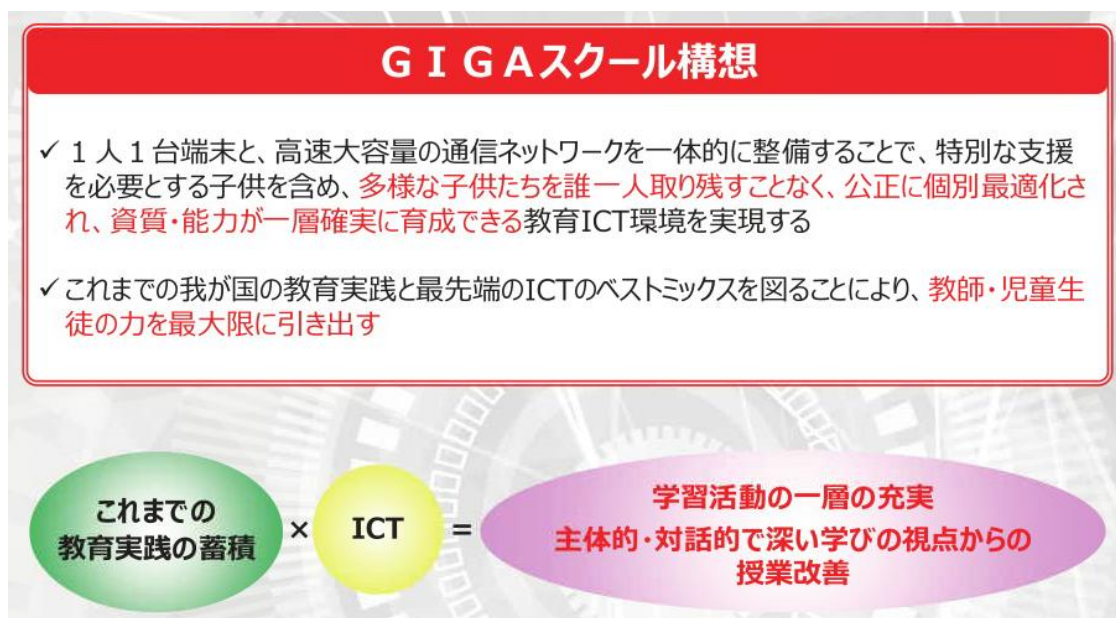 ＧＩＧＡスクール構想
✓ １人１台端末と、高速大容量の通信ネットワークを一体的に整備することで、特別な支援
を必要とする子供を含め、多様な子供たちを誰一人取り残すことなく、公正に個別最適化さ
れ、資質・能力が一層確実に育成できる教育ICT環境を実現する
✓ これまでの我が国の教育実践と最先端のICTのベストミックスを図ることにより、教師・児童生
徒の力を最大限に引き出す
これまでの
教育実践の蓄積
×
ICT
=
学習活動の一層の充実
主体的・対話的で深い学びの視点からの
授業改善